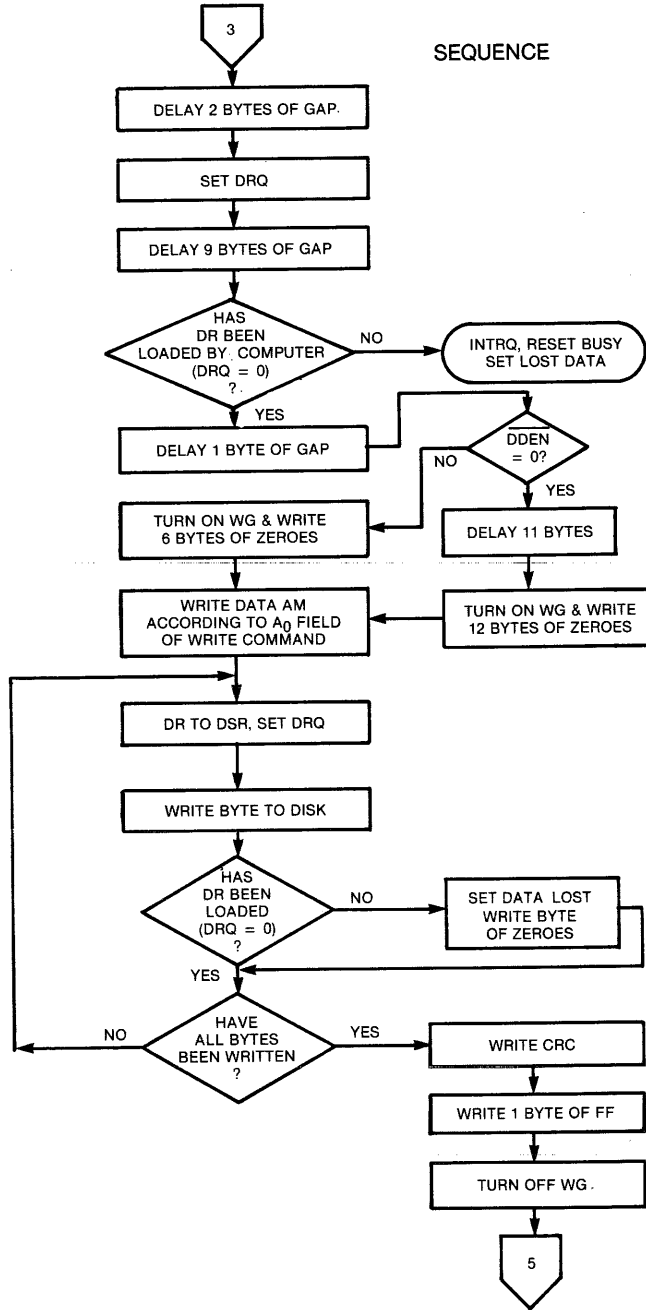 3
SEQUENCE
DELAY 2 BYTES OF GAP.
SET DRQ
DELAY 9 BYTES OF GAP
HAS
DR BEEN
LOADED BY COMPUTER
(DRQ = 0)
?
NO
INTRQ, RESET BUSY
SET LOST DATA
YES
DELAY 1 BYTE OF GAP
DDEN
= 0?
NO
YES
TURN ON WG & WRITE
6 BYTES OF ZEROES
DELAY 11 BYTES
WRITE DATA AM
ACCORDING TO A0 FIELD
OF WRITE COMMAND
TURN ON WG & WRITE
12 BYTES OF ZEROES
DR TO DSR, SET DRQ
WRITE BYTE TO DISK
HAS
DR BEEN
LOADED
(DRQ = 0)
?
NO
SET DATA LOST
WRITE BYTE
OF ZEROES
YES
HAVE
ALL BYTES
BEEN WRITTEN
?
NO
YES
WRITE CRC
WRITE 1 BYTE OF FF
TURN OFF WG
5